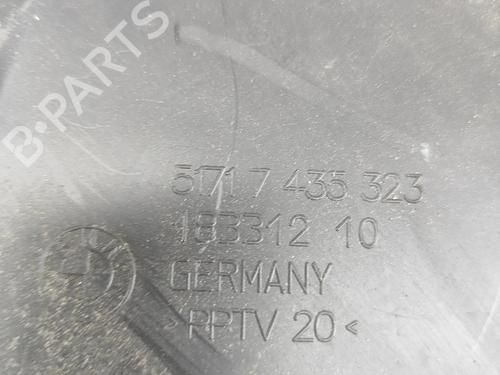 B-PARTS
5171 7 435 323
183312 10
GERMANY
>PPTV 20<